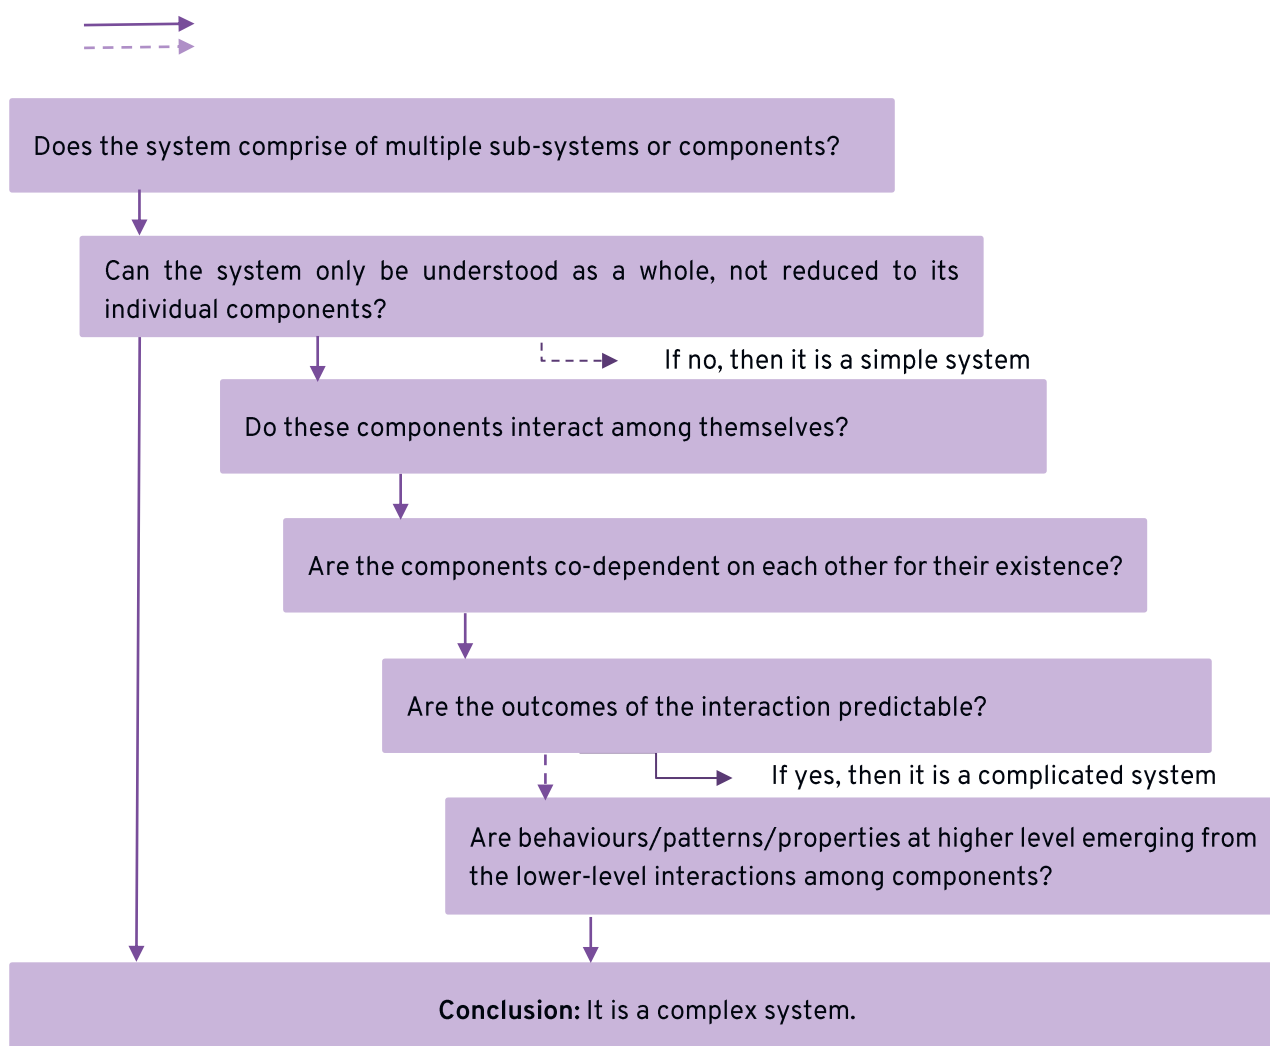 Does the system comprise of multiple sub-systems or components?
Can the system only be understood as a whole, not reduced to its
individual components?
If no, then it is a simple system
Do these components interact among themselves?
Are the components co-dependent on each other for their existence?
Are the outcomes of the interaction predictable?
If yes, then it is a complicated system
Are behaviours/patterns/properties at higher level emerging from
the lower-level interactions among components?
Conclusion: It is a complex system.